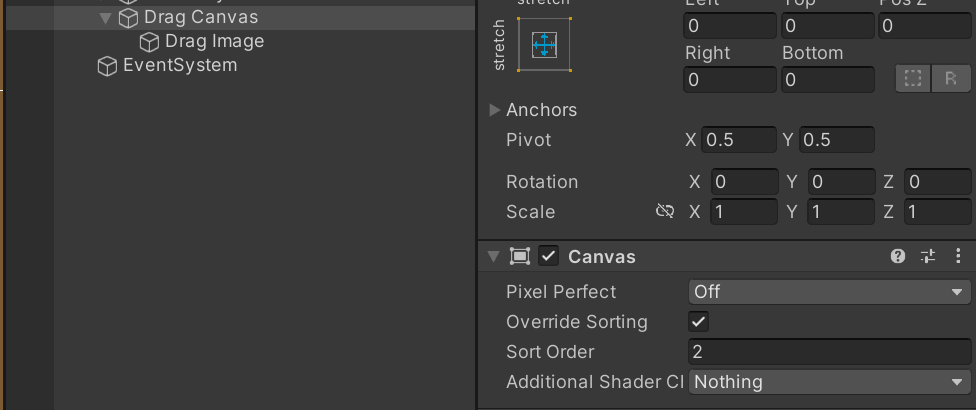 Drag Canvas
Drag Image
EventSystem
stretch
Left Top Pos Z
0 0 0
stretch
Right Bottom
0 0
R
Anchors
Pivot X 0.5 Y 0.5
Rotation X 0 Y 0 Z 0
Scale X 1 Y 1 Z 1
Canvas
Pixel Perfect Off
Override Sorting
Sort Order 2
Additional Shader Cl Nothing